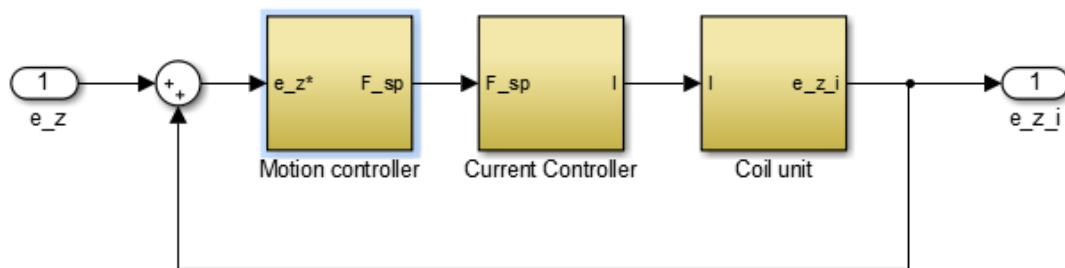 1
e_z
+
+
e_z*
F_sp
Motion controller
F_sp
I
Current Controller
I
e_z_i
Coil unit
1
e_z_i